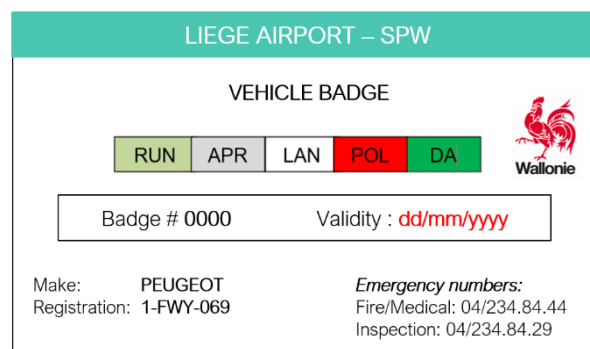 LIEGE AIRPORT – SPW
VEHICLE BADGE
RUN APR LAN POL DA
Wallonie
Badge # 0000 Validity : dd/mm/yyyy
Make: PEUGEOT
Registration: 1-FWY-069
Emergency numbers:
Fire/Medical: 04/234.84.44
Inspection: 04/234.84.29